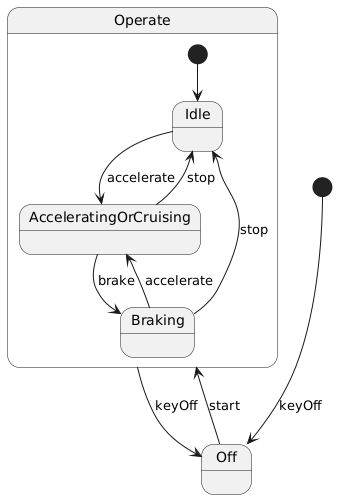 Operate
Idle
accelerate
stop
AcceleratingOrCruising
stop
brake
accelerate
Braking
keyOff
start
keyOff
Off